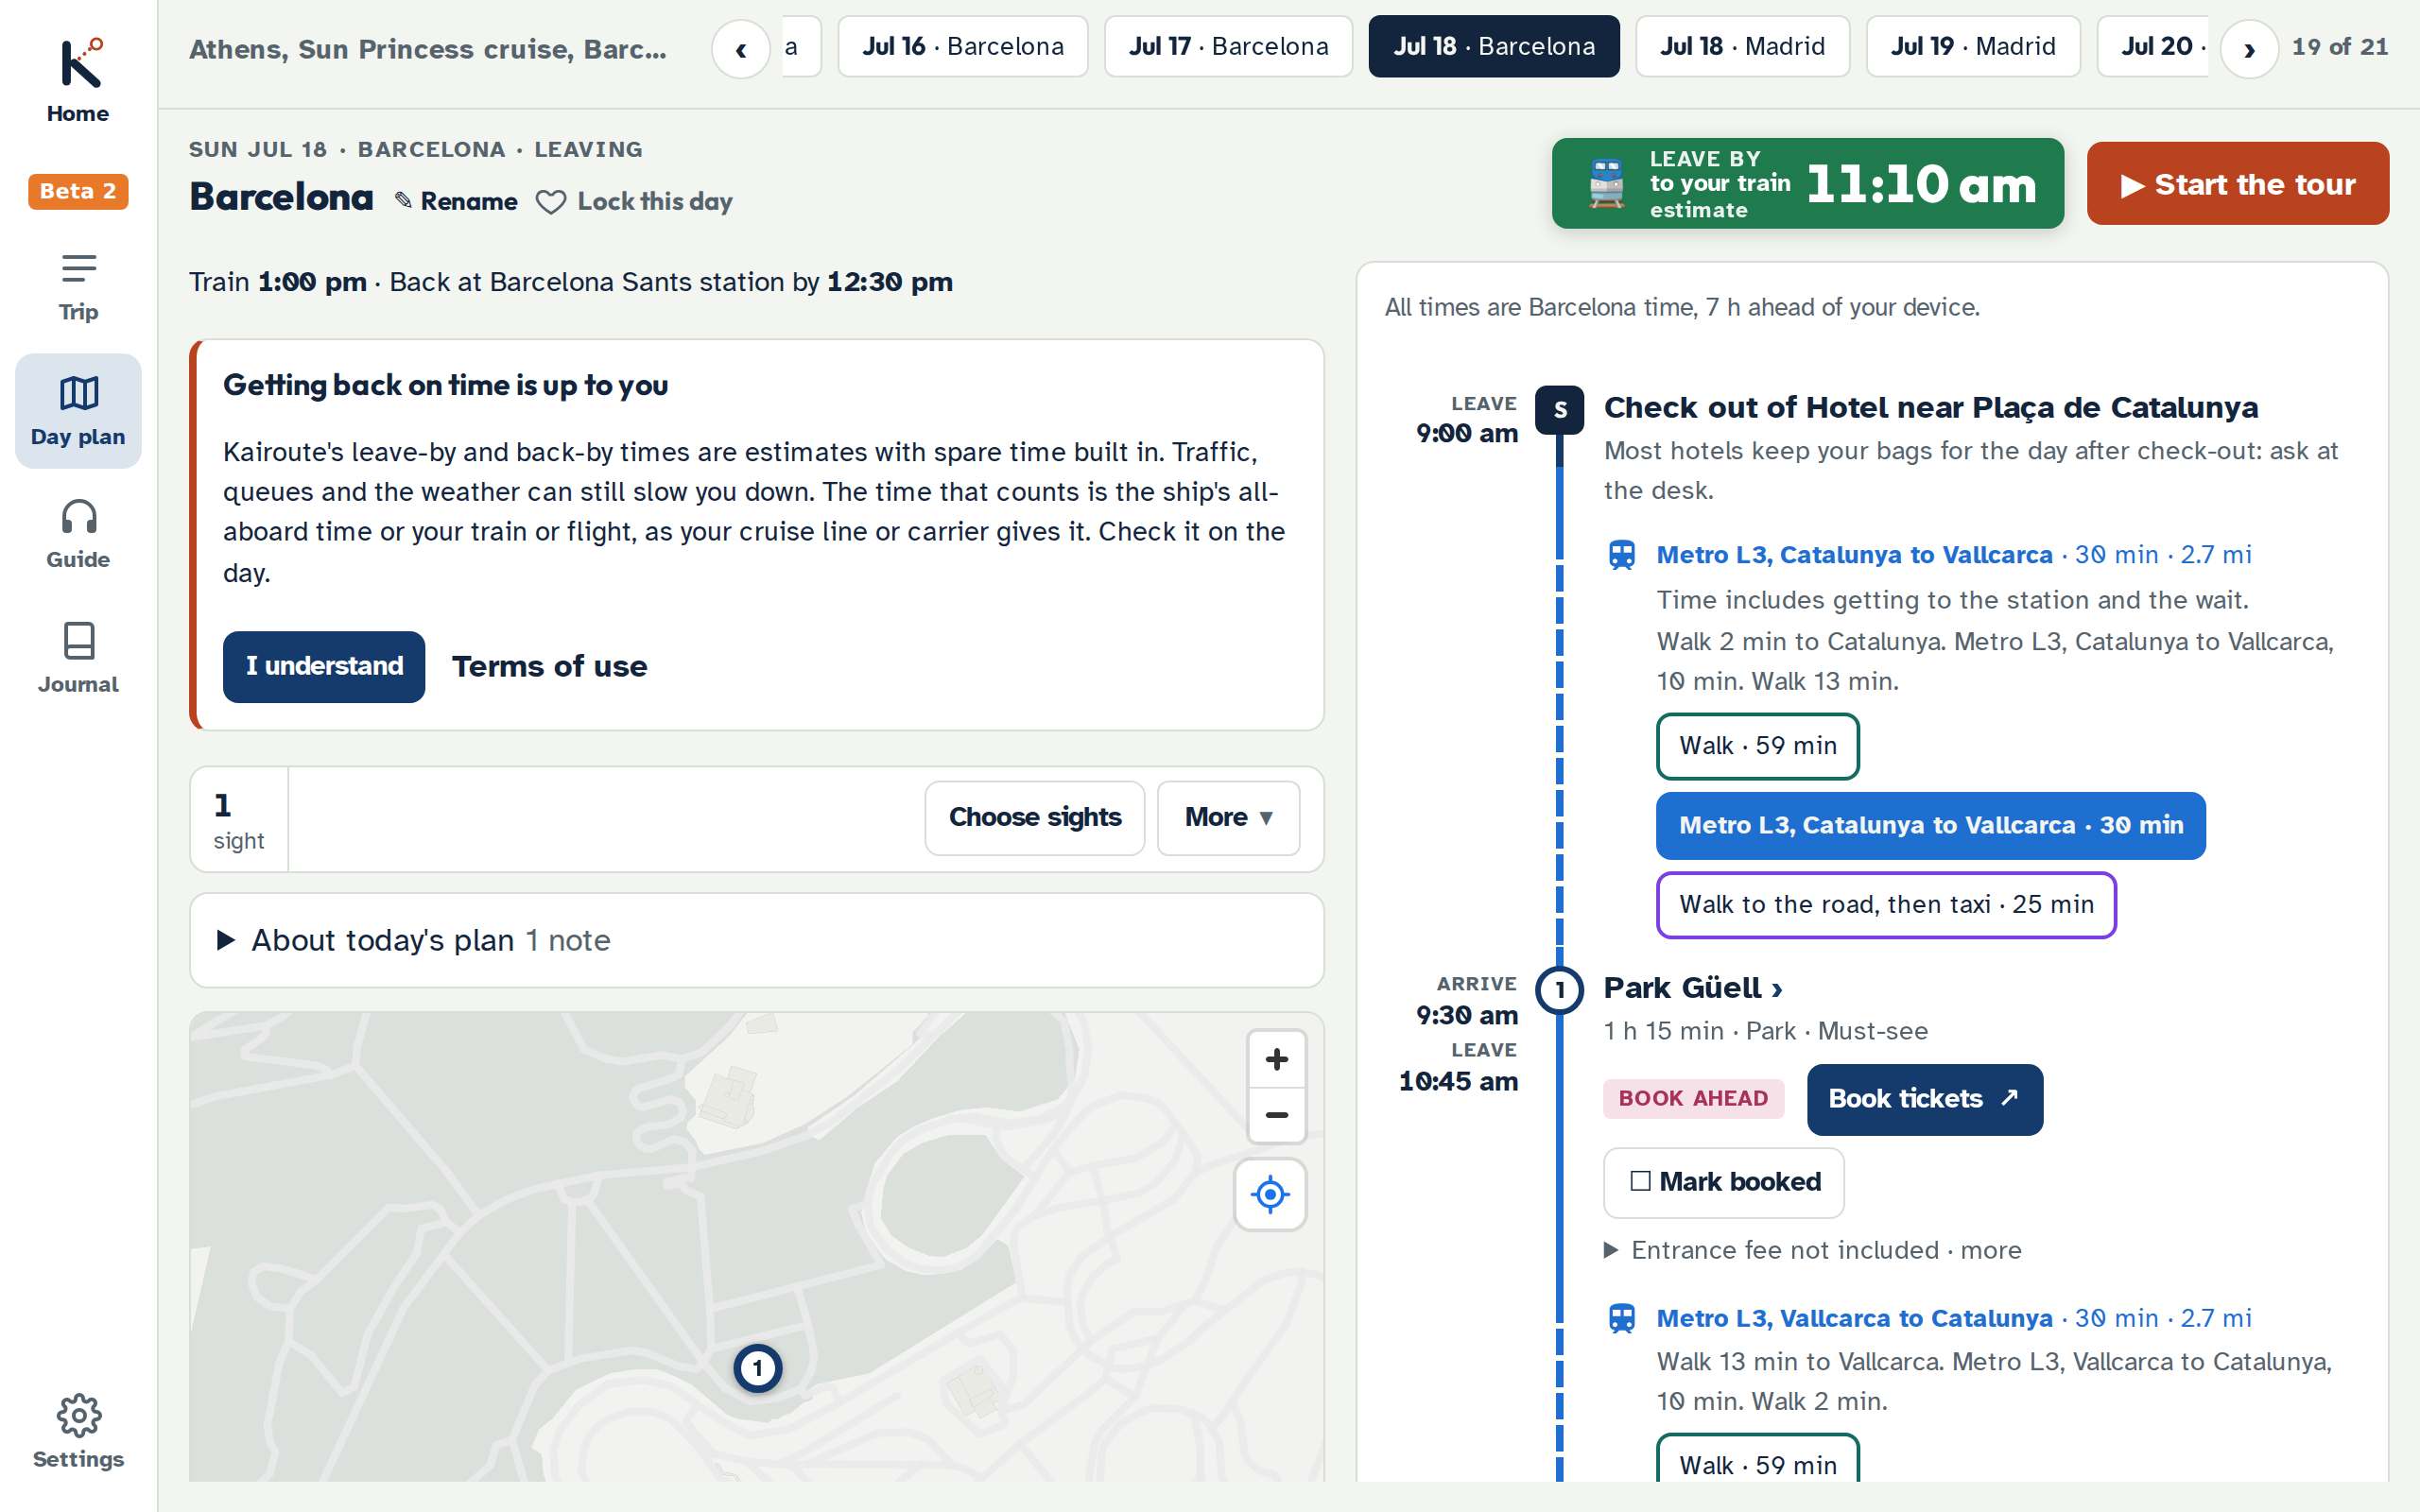 Home
Beta 2
Trip
Day plan
Guide
Journal
Settings
Athens, Sun Princess cruise, Barc...
‹
a
Jul 16 · Barcelona
Jul 17 · Barcelona
Jul 18 · Barcelona
Jul 18 · Madrid
Jul 19 · Madrid
Jul 20 ·
›
19 of 21
SUN JUL 18 · BARCELONA · LEAVING
Barcelona
✎ Rename
Lock this day
LEAVE BY
to your train
estimate
11:10 am
▶ Start the tour
Train 1:00 pm · Back at Barcelona Sants station by 12:30 pm
Getting back on time is up to you
Kairoute's leave-by and back-by times are estimates with spare time built in. Traffic,
queues and the weather can still slow you down. The time that counts is the ship's all-
aboard time or your train or flight, as your cruise line or carrier gives it. Check it on the
day.
I understand
Terms of use
1
sight
Choose sights
More ▾
▶ About today's plan 1 note
+
−
1
All times are Barcelona time, 7 h ahead of your device.
LEAVE
9:00 am
S
Check out of Hotel near Plaça de Catalunya
Most hotels keep your bags for the day after check-out: ask at
the desk.
Metro L3, Catalunya to Vallcarca · 30 min · 2.7 mi
Time includes getting to the station and the wait.
Walk 2 min to Catalunya. Metro L3, Catalunya to Vallcarca,
10 min. Walk 13 min.
Walk · 59 min
Metro L3, Catalunya to Vallcarca · 30 min
Walk to the road, then taxi · 25 min
ARRIVE
9:30 am
LEAVE
10:45 am
1
Park Güell ›
1 h 15 min · Park · Must-see
BOOK AHEAD
Book tickets ↗
☐ Mark booked
▶ Entrance fee not included · more
Metro L3, Vallcarca to Catalunya · 30 min · 2.7 mi
Walk 13 min to Vallcarca. Metro L3, Vallcarca to Catalunya,
10 min. Walk 2 min.
Walk · 59 min